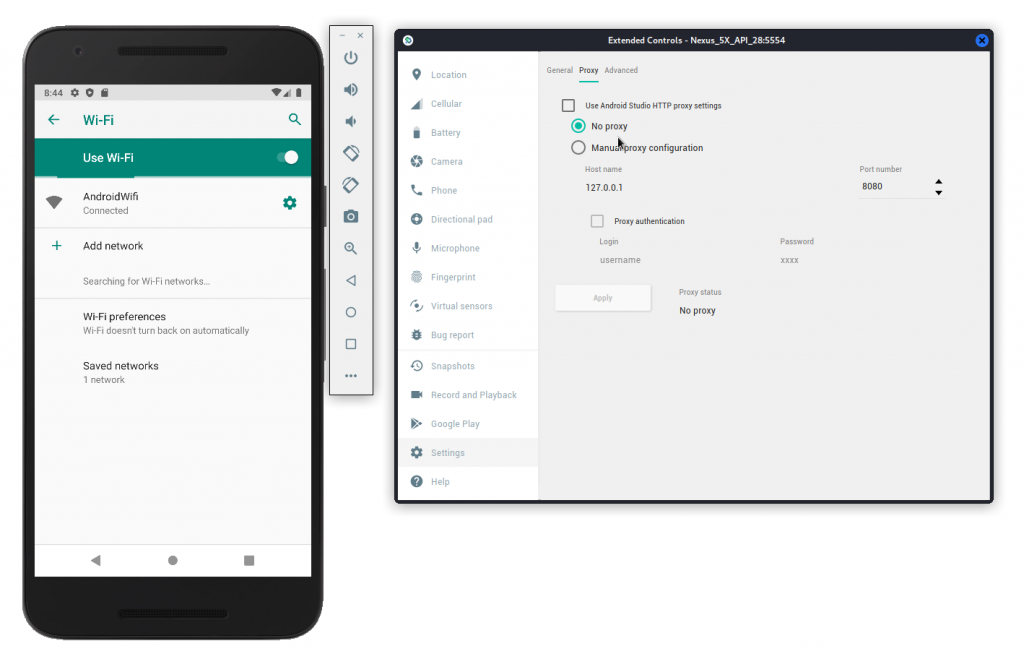 8:44
Wi-Fi
Use Wi-Fi
AndroidWifi
Connected
Add network
Searching for Wi-Fi networks…
Wi-Fi preferences
Wi-Fi doesn't turn back on automatically
Saved networks
1 network
Extended Controls - Nexus_5X_API_28:5554
Location
Cellular
Battery
Camera
Phone
Directional pad
Microphone
Fingerprint
Virtual sensors
Bug report
Snapshots
Record and Playback
Google Play
Settings
Help
General Proxy Advanced
Use Android Studio HTTP proxy settings
No proxy
Manual proxy configuration
Host name Port number
127.0.0.1 8080
Proxy authentication
Login Password
username xxxx
Apply
Proxy status
No proxy